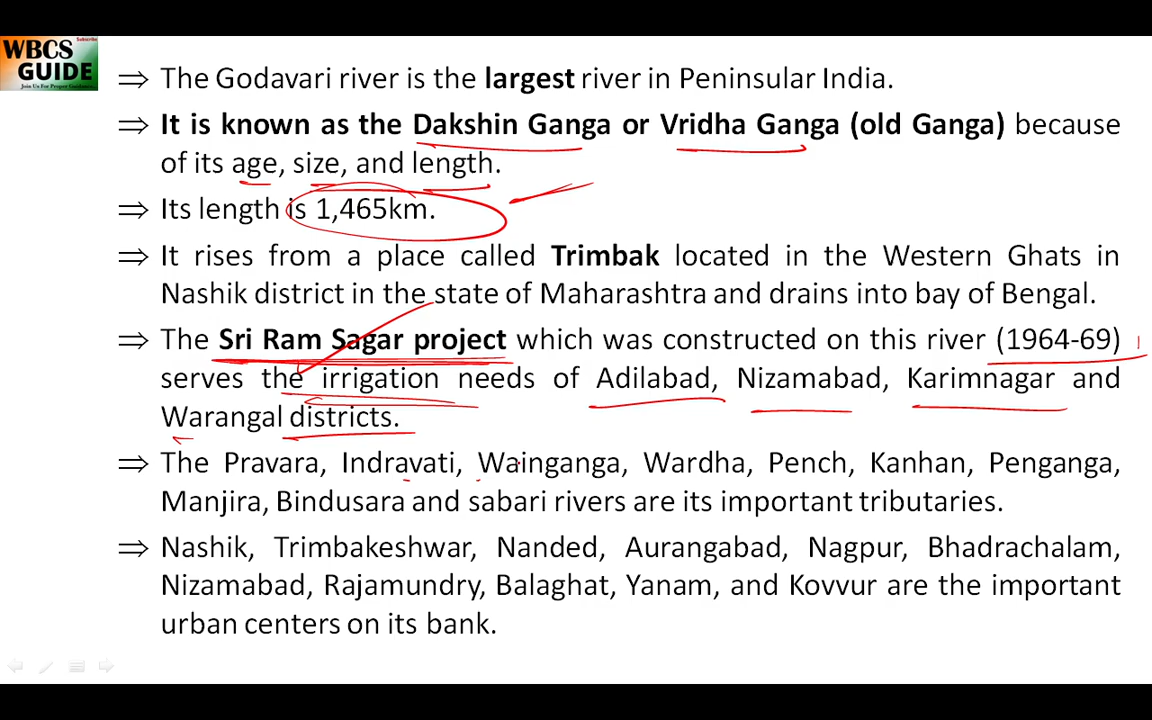 Subscribe
WBCS
GUIDE
Join Us For Proper Guidance..
⇒ The Godavari river is the largest river in Peninsular India.
⇒ It is known as the Dakshin Ganga or Vridha Ganga (old Ganga) because
of its age, size, and length.
⇒ Its length is 1,465km.
⇒ It rises from a place called Trimbak located in the Western Ghats in
Nashik district in the state of Maharashtra and drains into bay of Bengal.
⇒ The Sri Ram Sagar project which was constructed on this river (1964-69)
serves the irrigation needs of Adilabad, Nizamabad, Karimnagar and
Warangal districts.
⇒ The Pravara, Indravati, Wainganga, Wardha, Pench, Kanhan, Penganga,
Manjira, Bindusara and sabari rivers are its important tributaries.
⇒ Nashik, Trimbakeshwar, Nanded, Aurangabad, Nagpur, Bhadrachalam,
Nizamabad, Rajamundry, Balaghat, Yanam, and Kovvur are the important
urban centers on its bank.